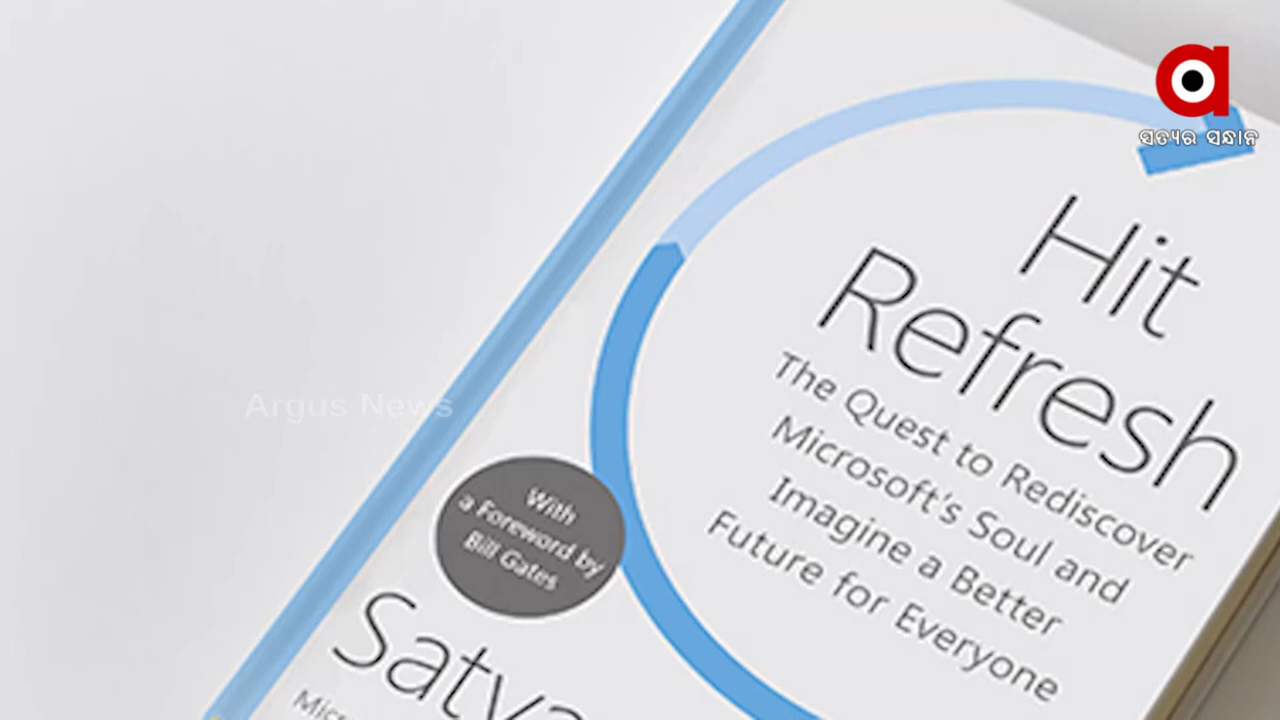 ସତ୍ୟର ସନ୍ଧାନ
Hit
Refresh
The Quest to Rediscover
Microsoft's Soul and
Imagine a Better
Future for Everyone
Argus News
With
a Foreword by
Bill Gates